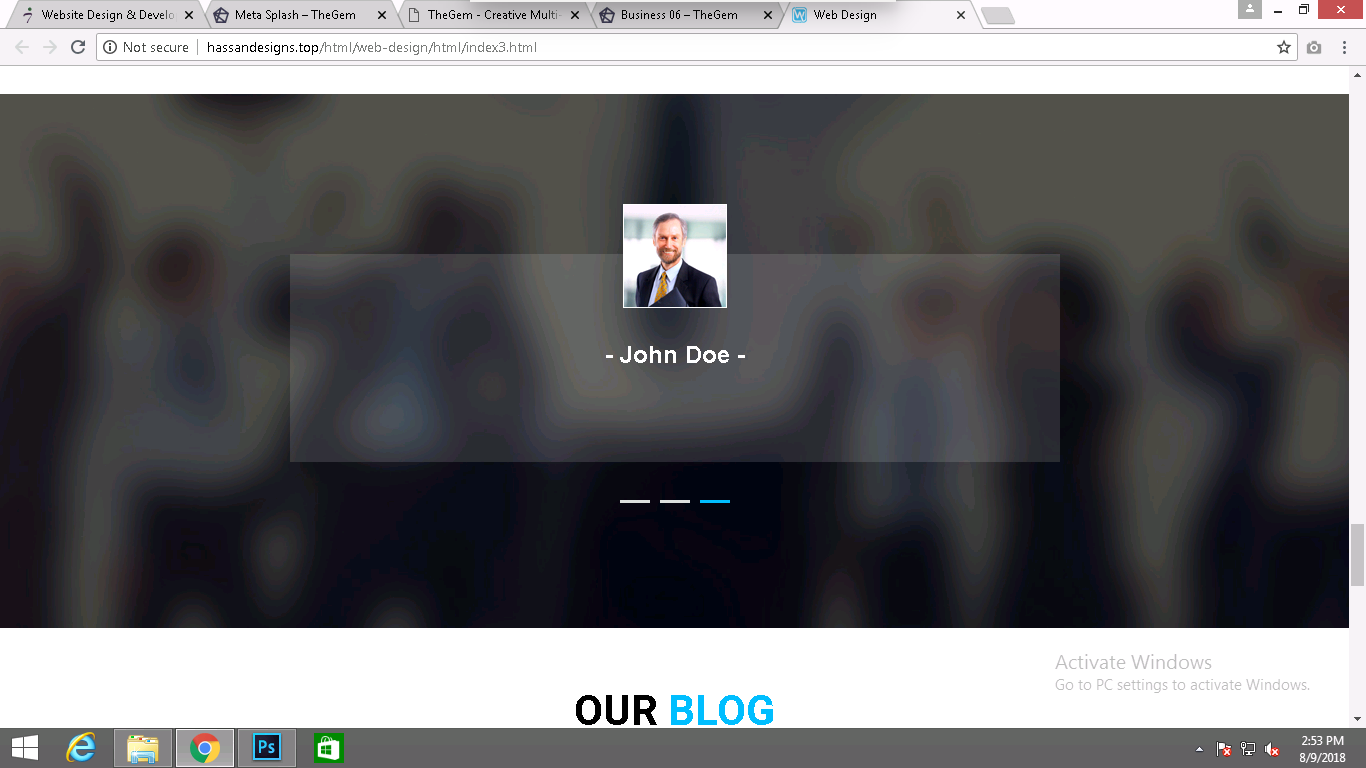 Website Design & Develo
Meta Splash – TheGem
TheGem - Creative Multi-
Business 06 – TheGem
Web Design
Not secure
hassandesigns.top/html/web-design/html/index3.html
- John Doe -
Activate Windows
Go to PC settings to activate Windows.
OUR BLOG
Ps
2:53 PM
8/9/2018